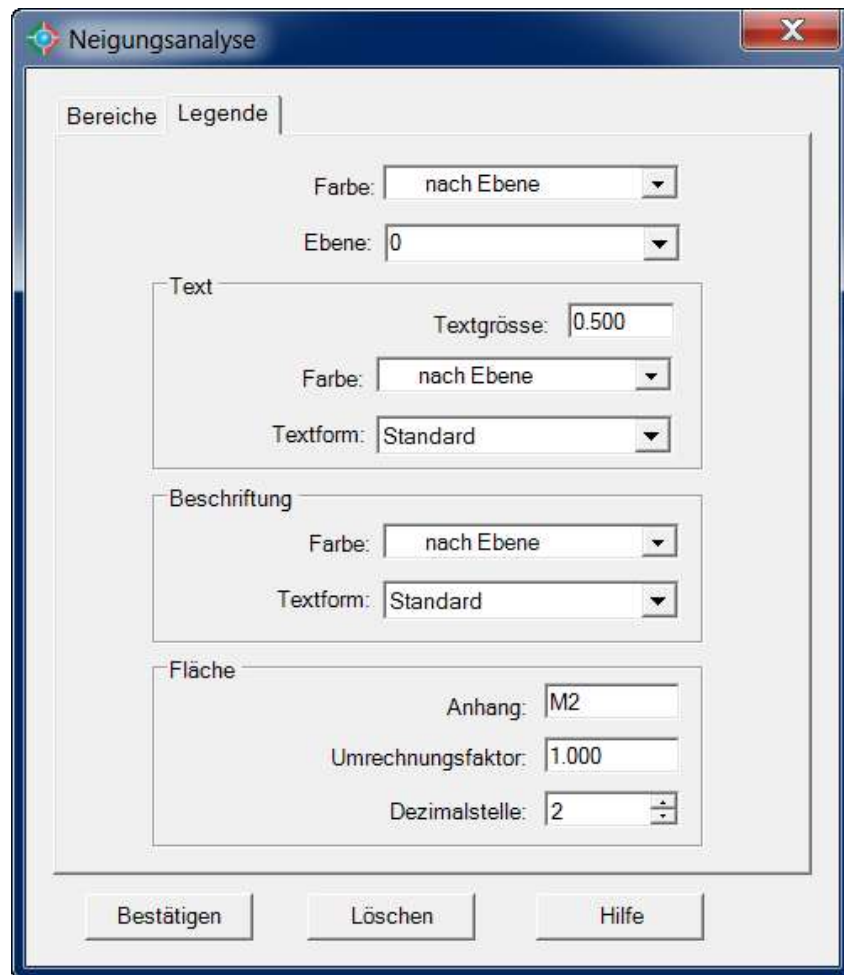 Neigungsanalyse
Bereiche Legende
Farbe: nach Ebene
Ebene: 0
Text
Textgrösse: 0.500
Farbe: nach Ebene
Textform: Standard
Beschriftung
Farbe: nach Ebene
Textform: Standard
Fläche
Anhang: M2
Umrechnungsfaktor: 1.000
Dezimalstelle: 2
Bestätigen Löschen Hilfe